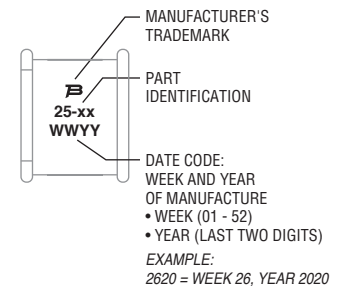 MANUFACTURER'S
TRADEMARK
PART
IDENTIFICATION
25-xx
WWYY
DATE CODE:
WEEK AND YEAR
OF MANUFACTURE
• WEEK (01 - 52)
• YEAR (LAST TWO DIGITS)
EXAMPLE:
2620 = WEEK 26, YEAR 2020